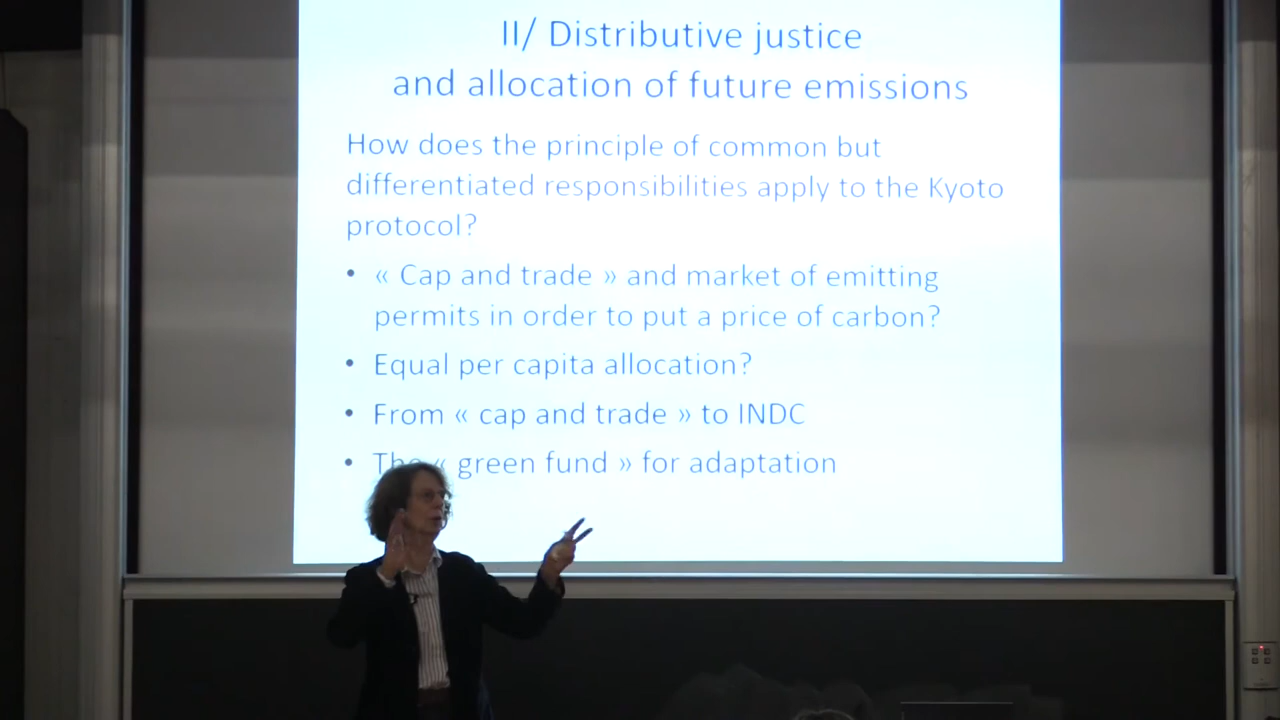 II/ Distributive justice
and allocation of future emissions
How does the principle of common but
differentiated responsibilities apply to the Kyoto
protocol?
• « Cap and trade » and market of emitting
permits in order to put a price of carbon?
• Equal per capita allocation?
• From « cap and trade » to INDC
• The « green fund » for adaptation